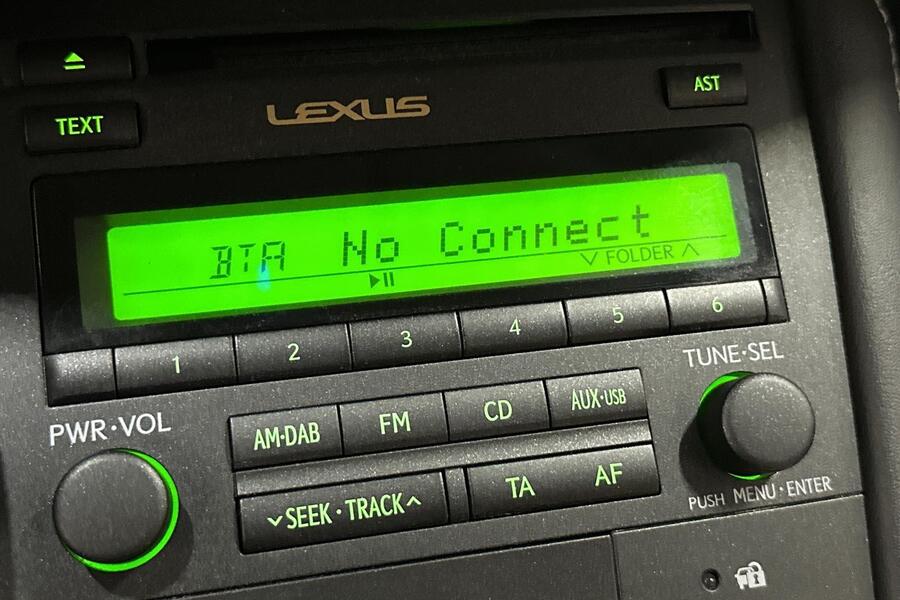 TEXT
LEXUS
AST
BTA No Connect
FOLDER
1 2 3 4 5 6
PWR·VOL
TUNE·SEL
AM·DAB FM CD AUX·USB
SEEK·TRACK TA AF
PUSH MENU·ENTER